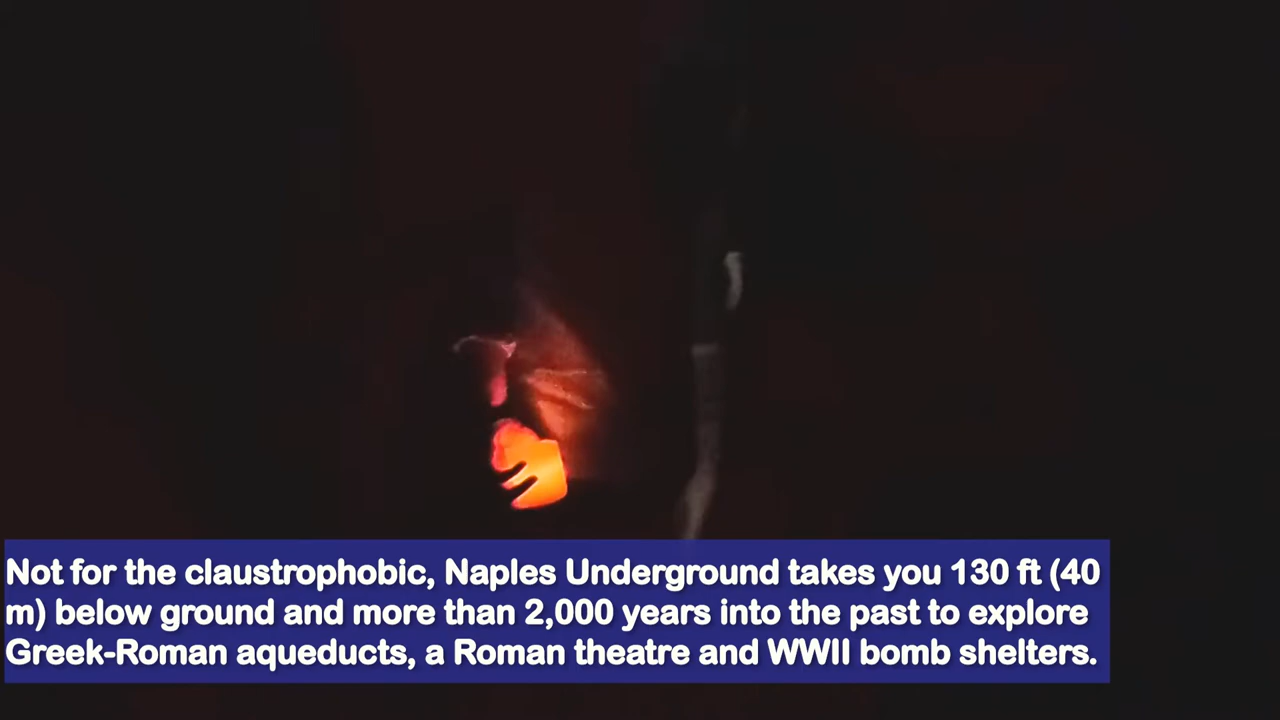 Not for the claustrophobic, Naples Underground takes you 130 ft (40
m) below ground and more than 2,000 years into the past to explore
Greek-Roman aqueducts, a Roman theatre and WWII bomb shelters.